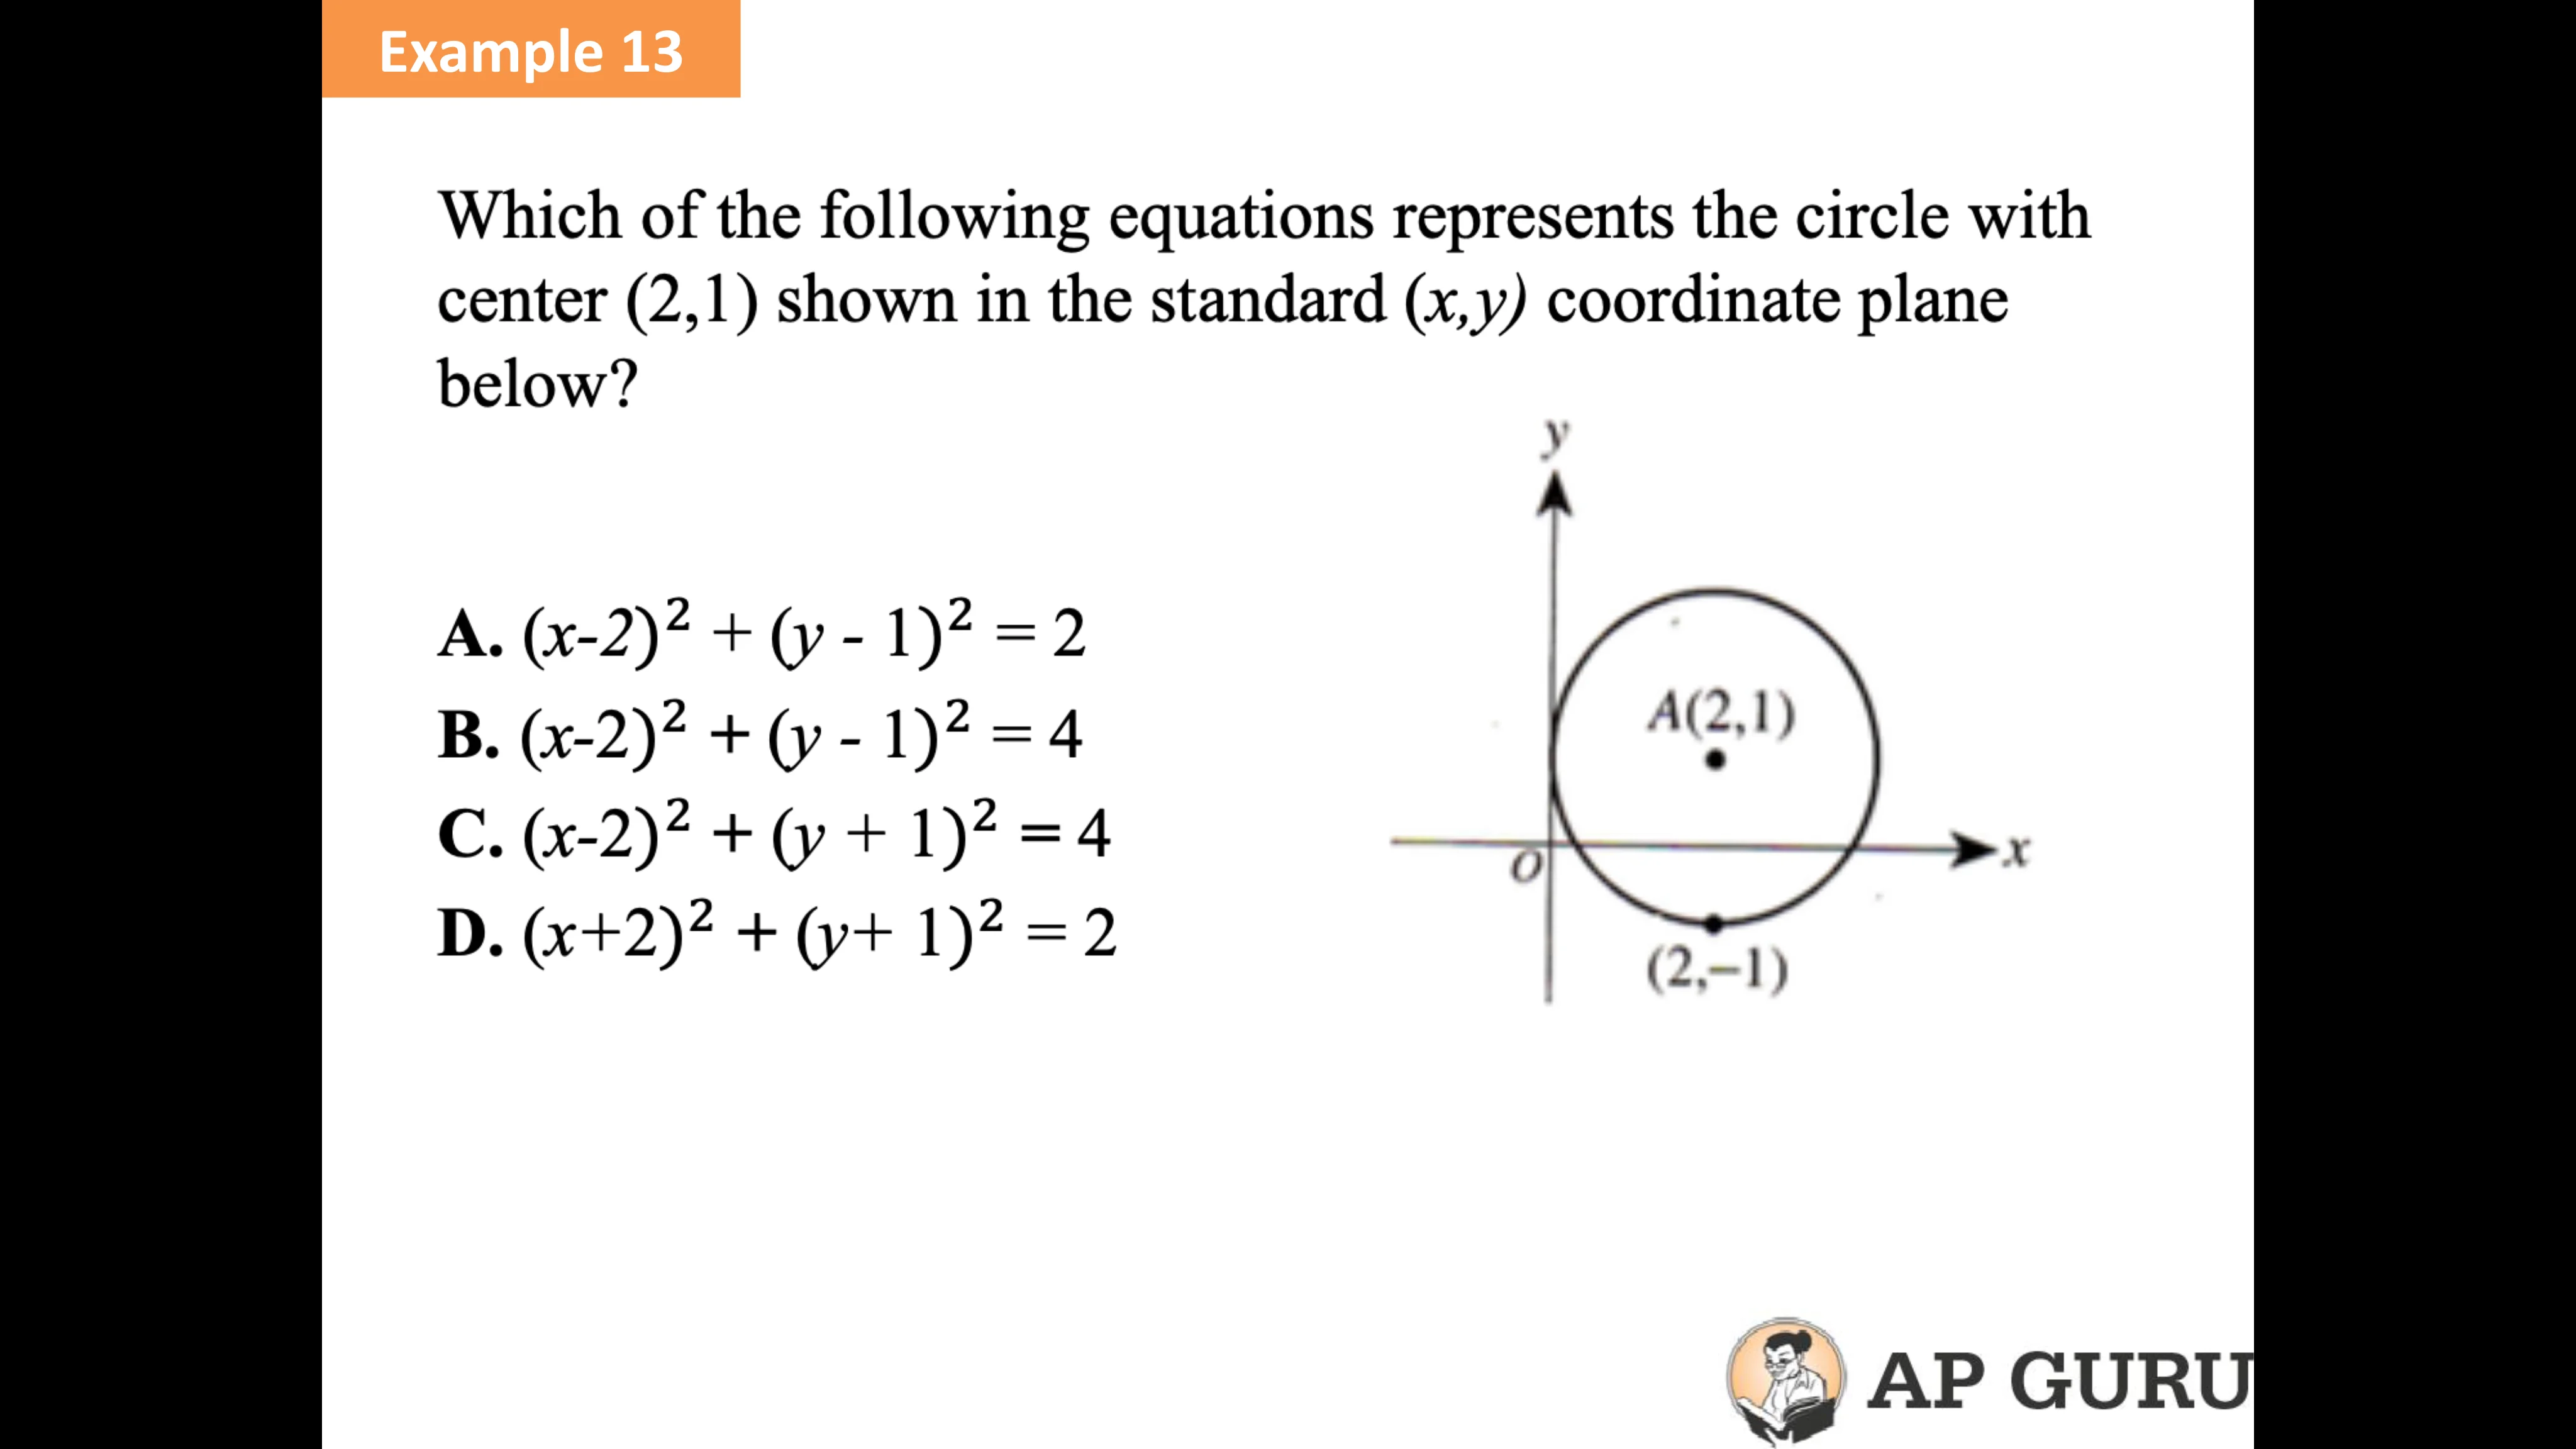 Example 13
Which of the following equations represents the circle with
center (2,1) shown in the standard (x,y) coordinate plane
below?
A. (x-2)² + (y - 1)² = 2
B. (x-2)² + (y - 1)² = 4
C. (x-2)² + (y + 1)² = 4
D. (x+2)² + (y+ 1)² = 2
y
A(2,1)
O
x
(2,−1)
AP GURU